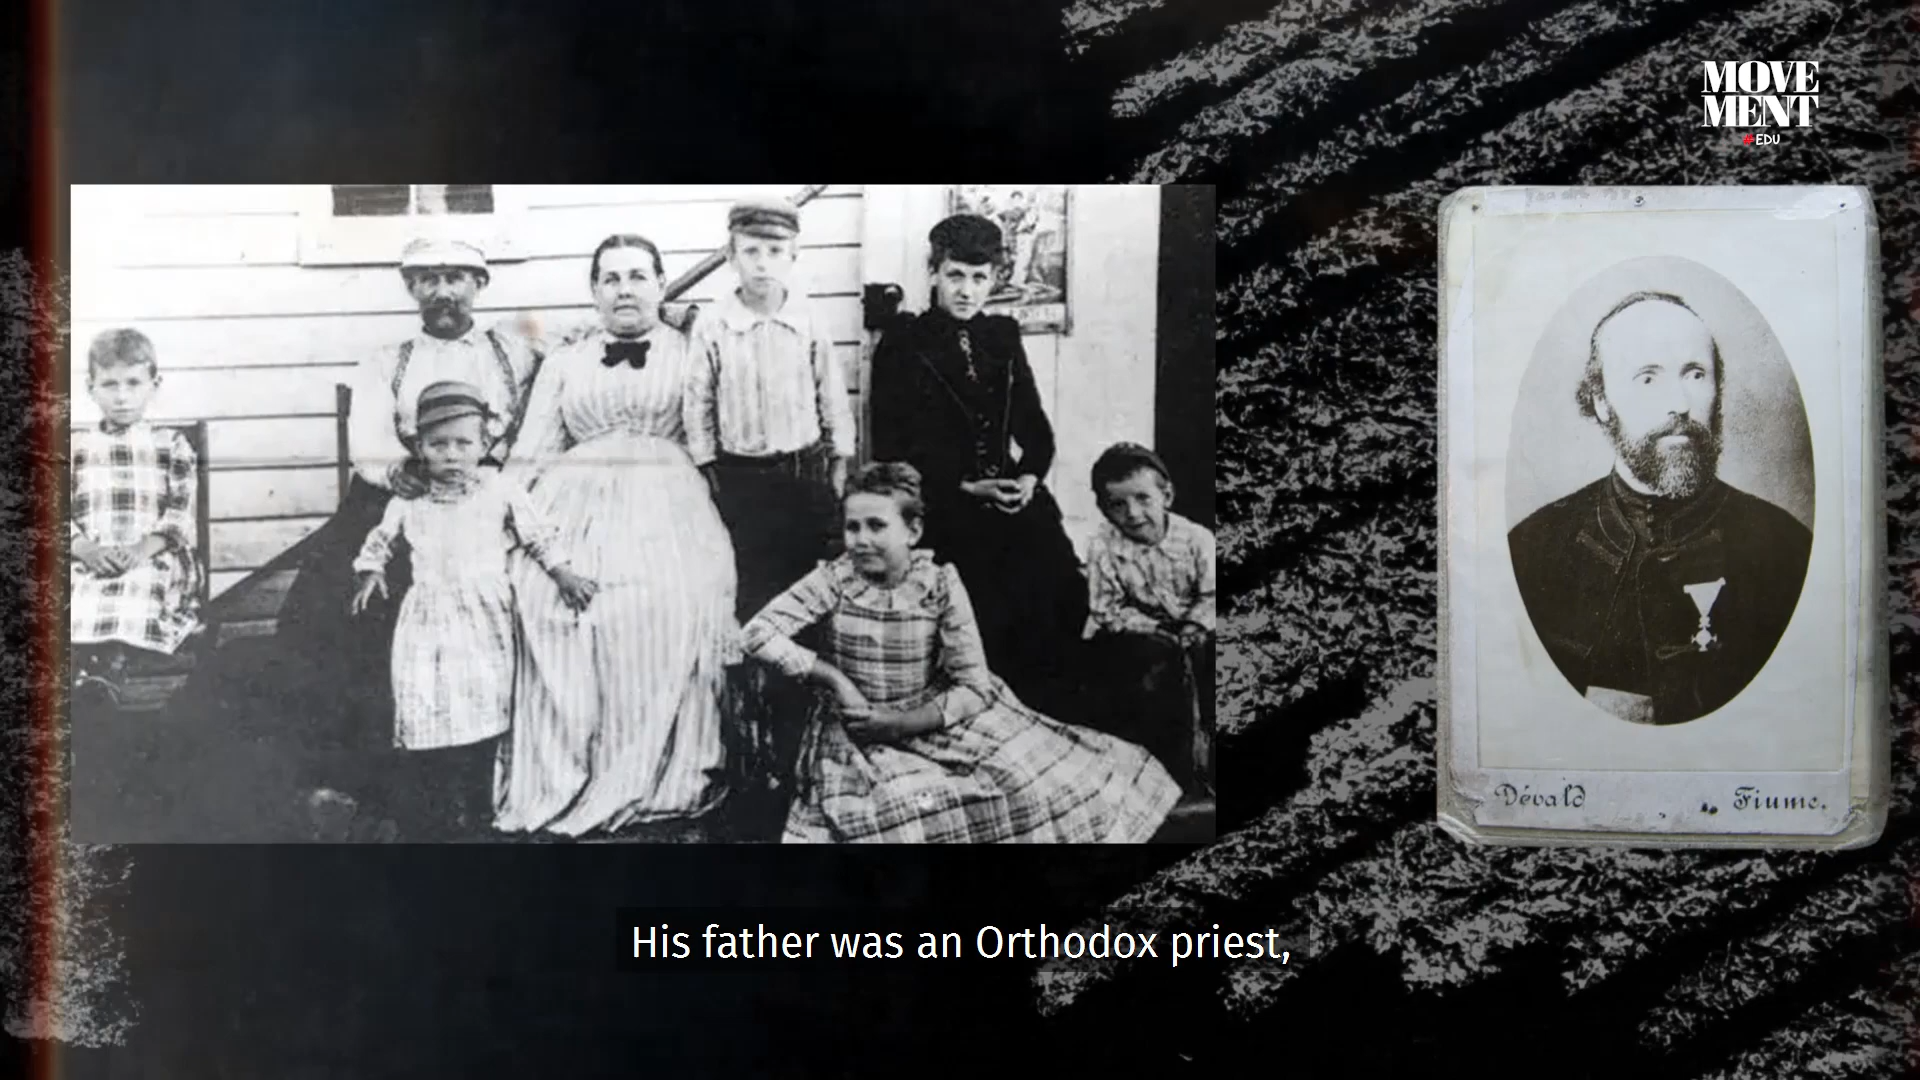 MOVE
MENT
#EDU
Dévald Fiume.
His father was an Orthodox priest,